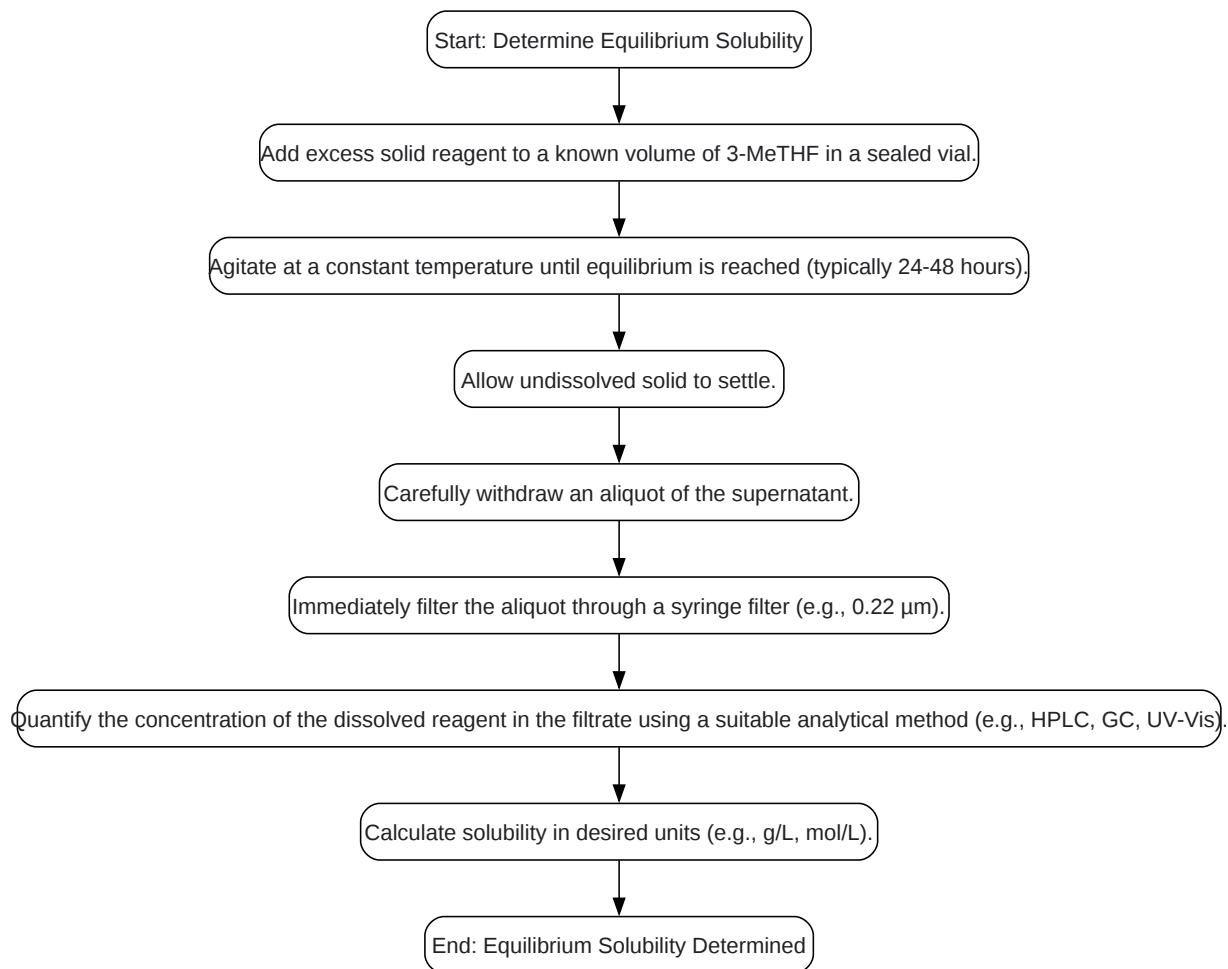 Start: Determine Equilibrium Solubility
Add excess solid reagent to a known volume of 3-MeTHF in a sealed vial.
Agitate at a constant temperature until equilibrium is reached (typically 24-48 hours).
Allow undissolved solid to settle.
Carefully withdraw an aliquot of the supernatant.
Immediately filter the aliquot through a syringe filter (e.g., 0.22 µm).
Quantify the concentration of the dissolved reagent in the filtrate using a suitable analytical method (e.g., HPLC, GC, UV-Vis).
Calculate solubility in desired units (e.g., g/L, mol/L).
End: Equilibrium Solubility Determined